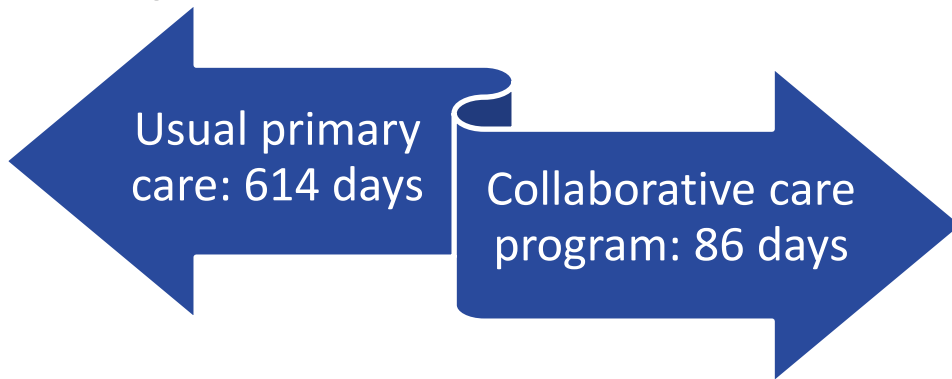 Usual primary
care: 614 days
Collaborative care
program: 86 days